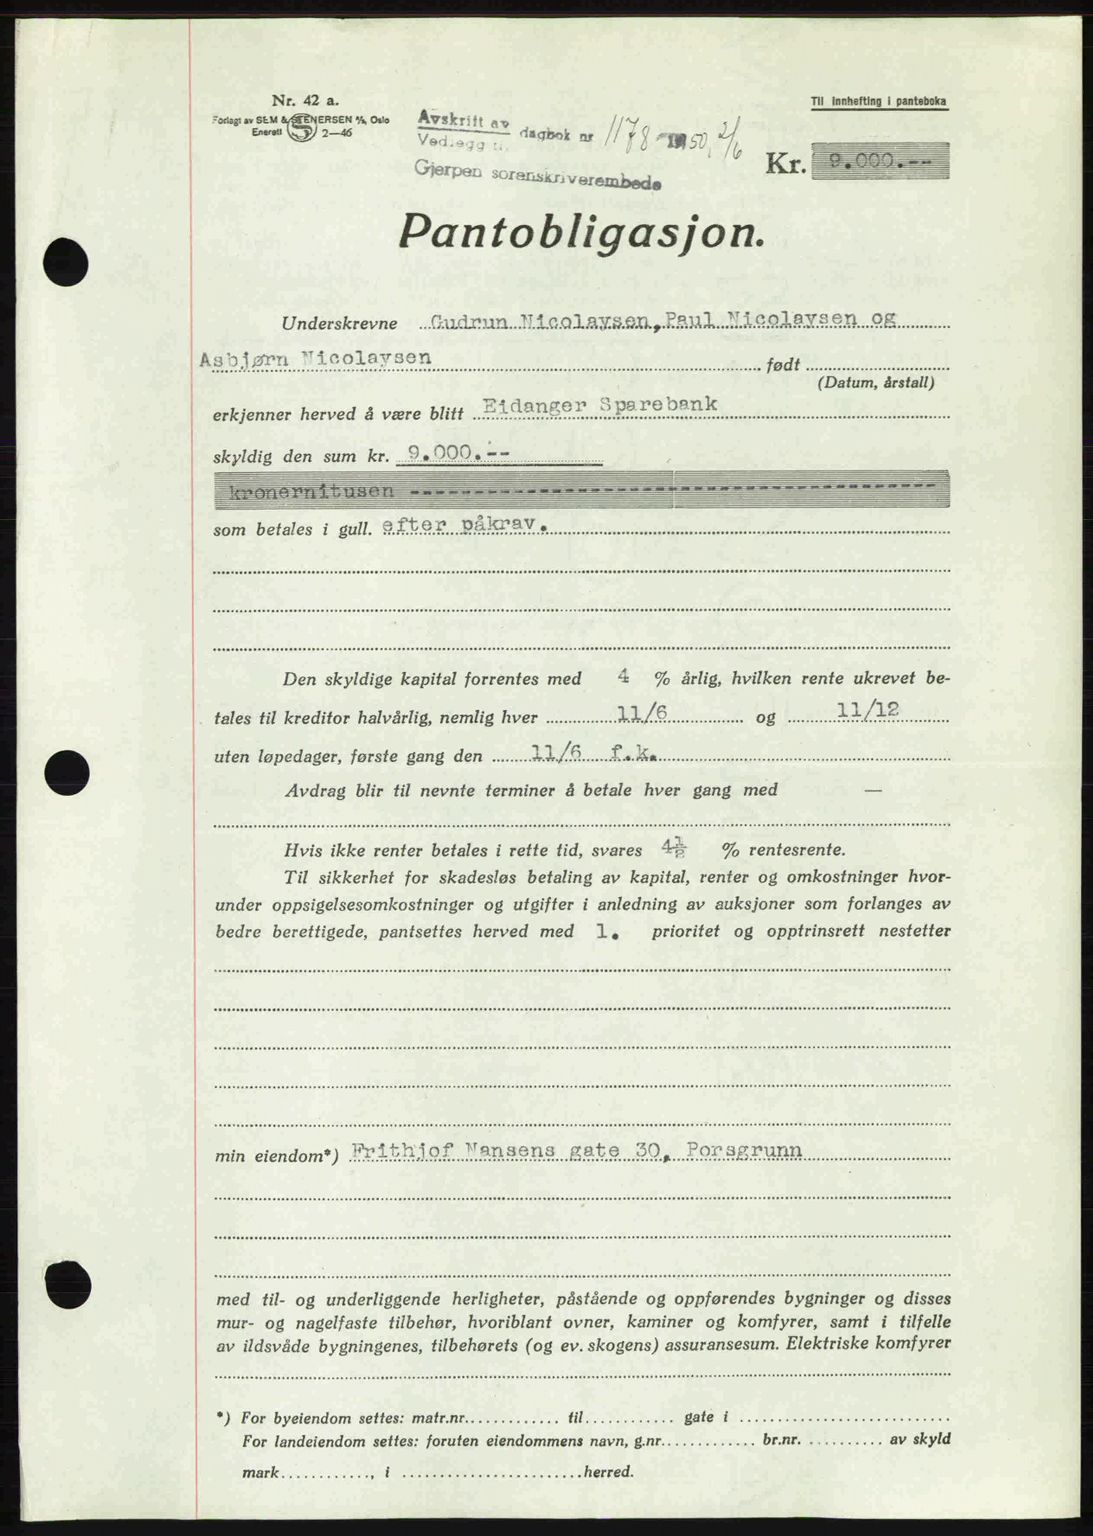 Nr. 42 a.
Forlagt av SEM & STENERSEN A/S, Oslo
Enerett 2—46
Til innhefting i panteboka
Avskrift av
Vedlegg
dagbok nr 1178 - 1950, 2/6
Gjerpen sorenskriverembede
Kr. 9.000.--
Pantobligasjon.
Underskrevne Gudrun Nicolaysen, Paul Nicolaysen og
Asbjørn Nicolaysen født
(Datum, årstall)
erkjenner herved å være blitt Eidanger Sparebank
skyldig den sum kr. 9.000.--
kronernitusen ----------------------------------------
som betales i gull. efter påkrav.
Den skyldige kapital forrentes med 4 % årlig, hvilken rente ukrevet be-
tales til kreditor halvårlig, nemlig hver 11/6 og 11/12
uten løpedager, første gang den 11/6 f.k.
Avdrag blir til nevnte terminer å betale hver gang med —
Hvis ikke renter betales i rette tid, svares 4½ % rentesrente.
Til sikkerhet for skadesløs betaling av kapital, renter og omkostninger hvor-
under oppsigelsesomkostninger og utgifter i anledning av auksjoner som forlanges av
bedre berettigede, pantsettes herved med 1. prioritet og opptrinsrett nestetter
min eiendom*) Frithjof Nansens gate 30, Porsgrunn
med til- og underliggende herligheter, påstående og oppførendes bygninger og disses
mur- og nagelfaste tilbehør, hvoriblant ovner, kaminer og komfyrer, samt i tilfelle
av ildsvåde bygningenes, tilbehørets (og ev. skogens) assuransesum. Elektriske komfyrer
*) For byeiendom settes: matr.nr............. til............ gate i ............................
For landeiendom settes: foruten eiendommens navn, g.nr............. br.nr. .......... av skyld
mark............, i ........................herred.